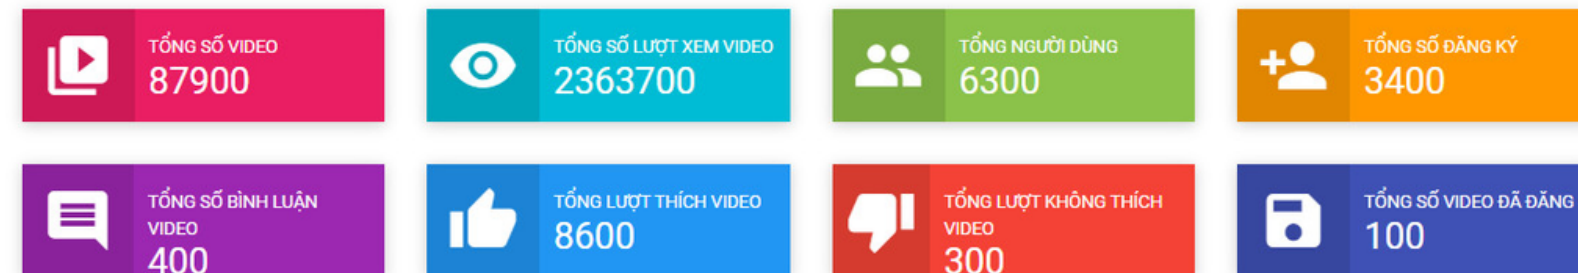 TỔNG SỐ VIDEO
87900
TỔNG SỐ LƯỢT XEM VIDEO
2363700
TỔNG NGƯỜI DÙNG
6300
TỔNG SỐ ĐĂNG KÝ
3400
TỔNG SỐ BÌNH LUẬN
VIDEO
400
TỔNG LƯỢT THÍCH VIDEO
8600
TỔNG LƯỢT KHÔNG THÍCH
VIDEO
300
TỔNG SỐ VIDEO ĐÃ ĐĂNG
100